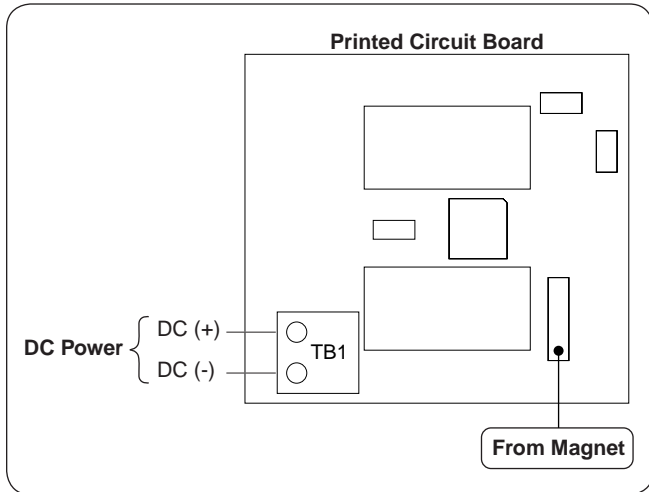 Printed Circuit Board
DC Power
DC (+)
DC (-)
TB1
From Magnet